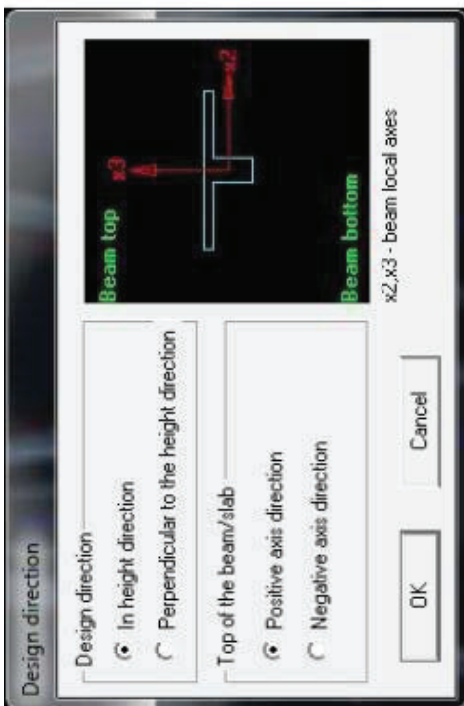 Design direction
Design direction
In height direction
Perpendicular to the height direction
Top of the beam/slab
Positive axis direction
Negative axis direction
OK
Cancel
Beam top
x3
x2
Beam bottom
x2,x3 - beam local axes